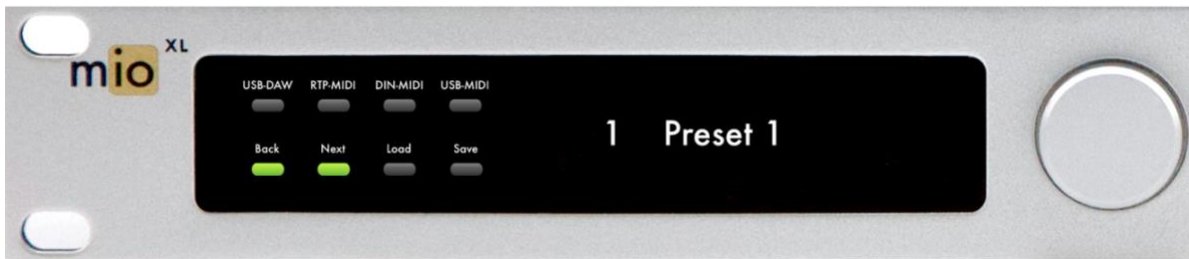 mio XL
USB-DAW RTP-MIDI DIN-MIDI USB-MIDI
1 Preset 1
Back Next Load Save